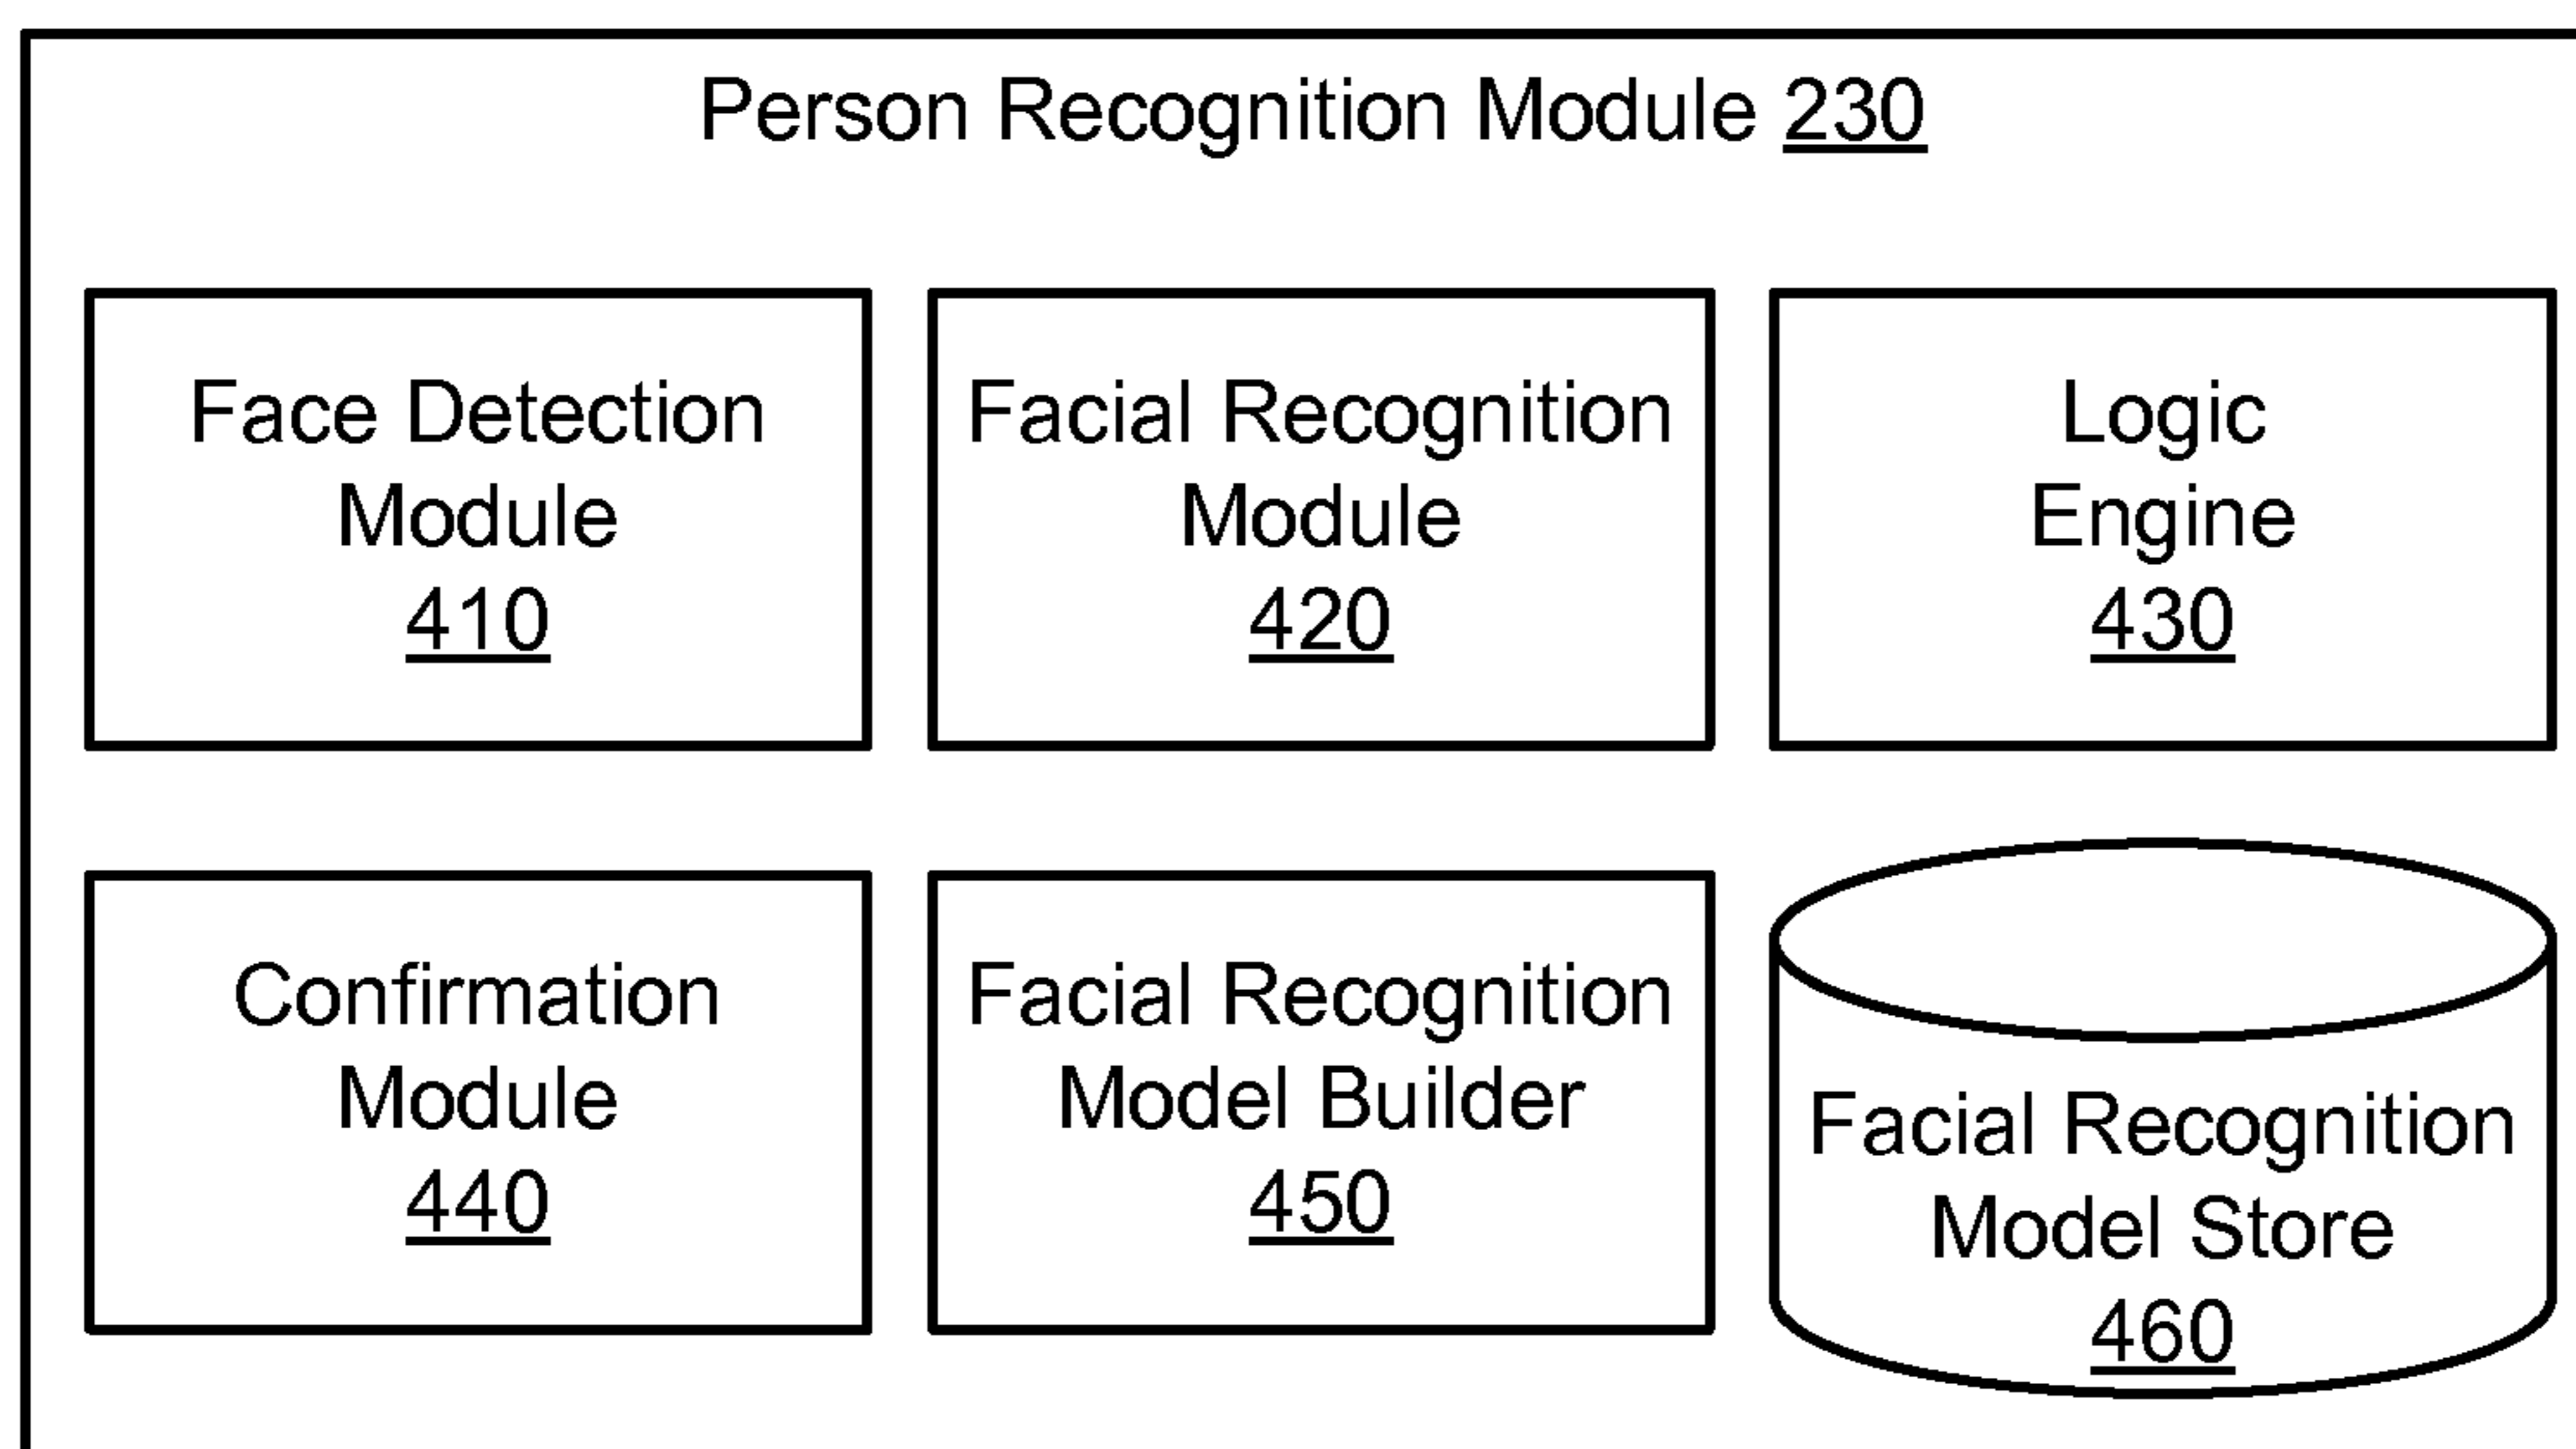 Person Recognition Module 230
Face Detection
Module
410
Facial Recognition
Module
420
Logic
Engine
430
Confirmation
Module
440
Facial Recognition
Model Builder
450
Facial Recognition
Model Store
460